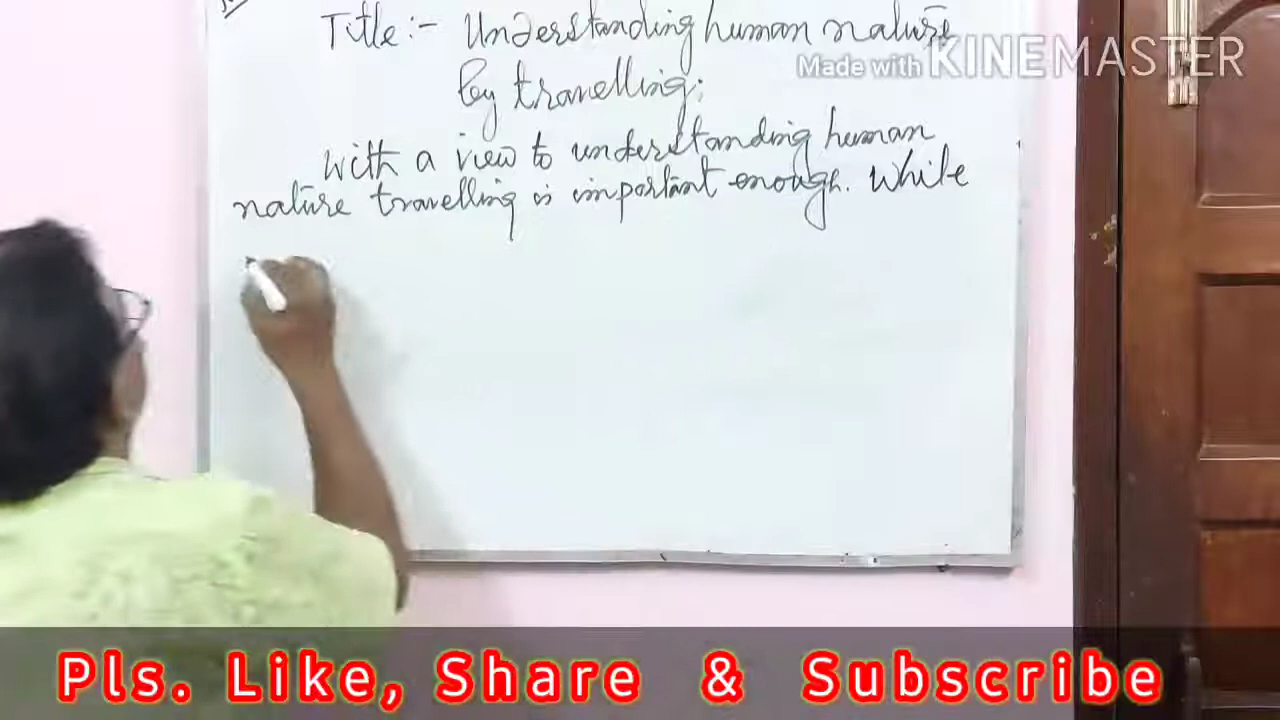 Title:- Understanding human nature
by travelling;
With a view to understanding human
nature travelling is important enough. While
Made with KINEMASTER
Pls. Like, Share & Subscribe